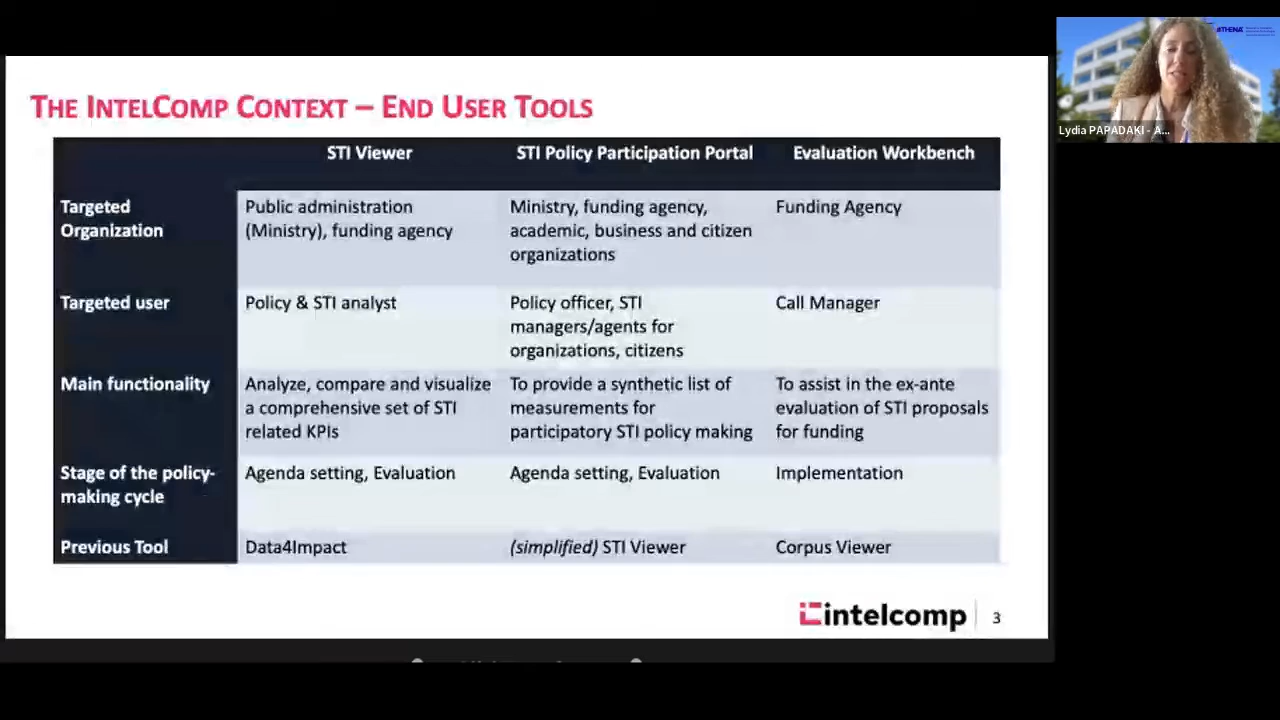 THE INTELCOMP CONTEXT – END USER TOOLS
STI Viewer
STI Policy Participation Portal
Evaluation Workbench
Targeted
Organization
Public administration
(Ministry), funding agency
Ministry, funding agency,
academic, business and citizen
organizations
Funding Agency
Targeted user
Policy & STI analyst
Policy officer, STI
managers/agents for
organizations, citizens
Call Manager
Main functionality
Analyze, compare and visualize
a comprehensive set of STI
related KPIs
To provide a synthetic list of
measurements for
participatory STI policy making
To assist in the ex-ante
evaluation of STI proposals
for funding
Stage of the policy-
making cycle
Agenda setting, Evaluation
Agenda setting, Evaluation
Implementation
Previous Tool
Data4Impact
(simplified) STI Viewer
Corpus Viewer
intelcomp
3
ATHENA
Lydia PAPADAKI - A...